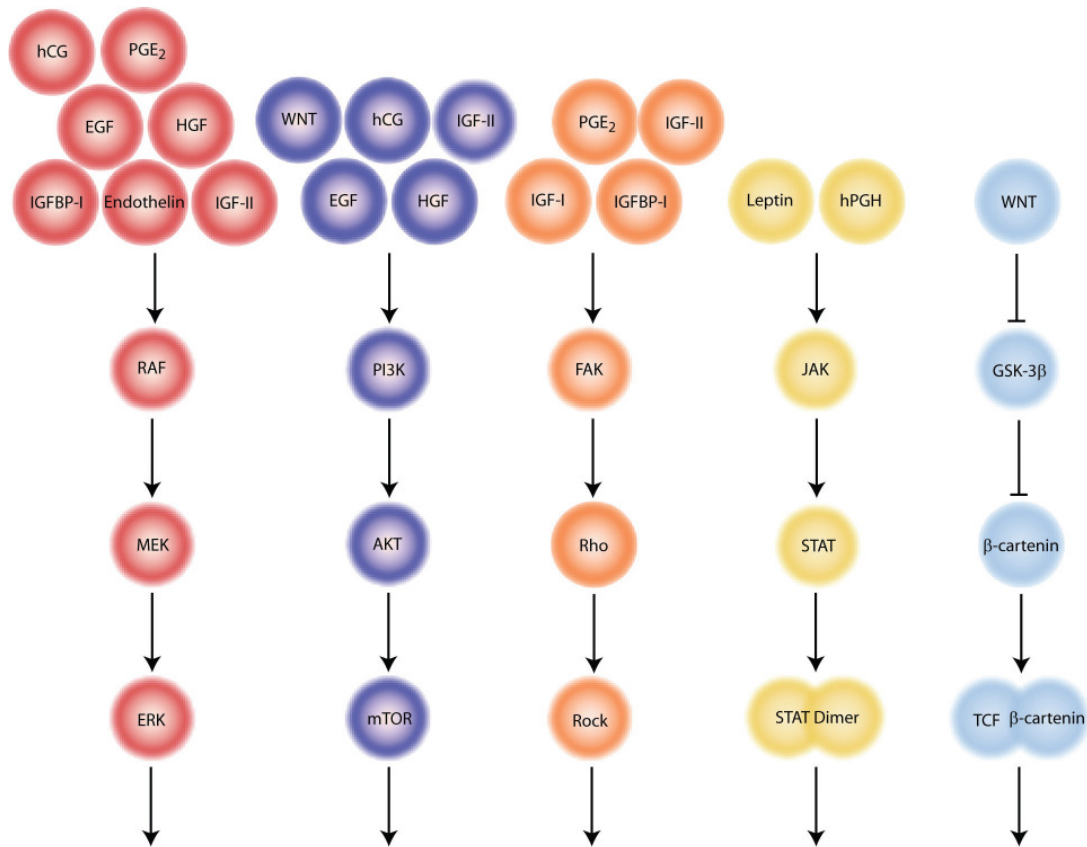 hCG
PGE₂
EGF
HGF
IGFBP-I
Endothelin
IGF-II
RAF
MEK
ERK
WNT
hCG
IGF-II
EGF
HGF
PI3K
AKT
mTOR
PGE₂
IGF-II
IGF-I
IGFBP-I
FAK
Rho
Rock
Leptin
hPGH
JAK
STAT
STAT Dimer
WNT
GSK-3β
β-cartenin
TCF
β-cartenin